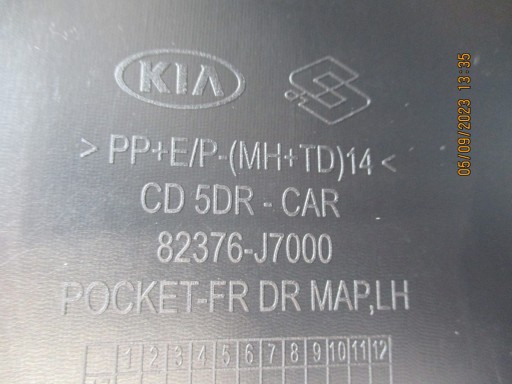 KIA
> PP+E/P-(MH+TD)14 <
CD 5DR - CAR
82376-J7000
POCKET-FR DR MAP,LH
1 2 3 4 5 6 7 8 9 10 11 12
05/09/2023 13:35